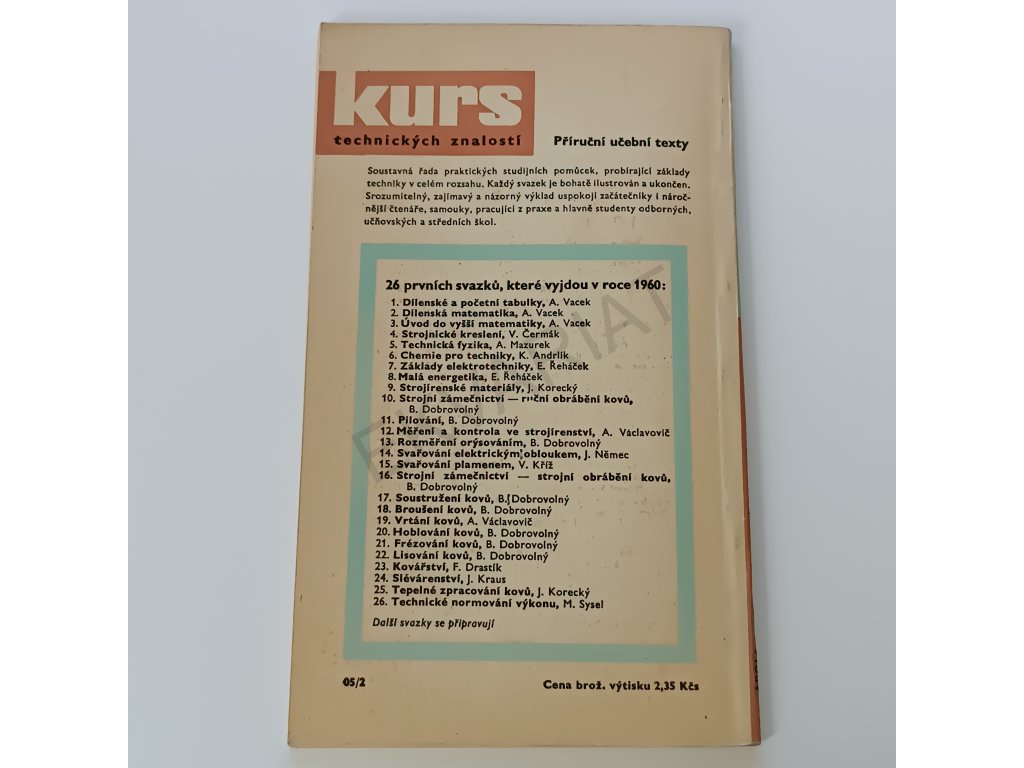 kurs
technických znalostí
Příruční učební texty
Soustavná řada praktických studijních pomůcek, probírající základy
techniky v celém rozsahu. Každý svazek je bohatě ilustrován a ukončen.
Srozumitelný, zajímavý a názorný výklad uspokojí začátečníky i nároč-
nější čtenáře, samouky, pracující z praxe a hlavně studenty odborných,
učňovských a středních škol.
26 prvních svazků, které vyjdou v roce 1960:
1. Dílenské a početní tabulky, A. Vacek
2. Dílenská matematika, A. Vacek
3. Úvod do vyšší matematiky, A. Vacek
4. Strojnické kreslení, V. Čermák
5. Technická fyzika, A. Mazurek
6. Chemie pro techniky, K. Andrlík
7. Základy elektrotechniky, E. Řeháček
8. Malá energetika, E. Řeháček
9. Strojírenské materiály, J. Korecký
10. Strojní zámečnictví — ruční obrábění kovů,
B. Dobrovolný
11. Pilování, B. Dobrovolný
12. Měření a kontrola ve strojírenství, A. Václavovič
13. Rozměření orýsováním, B. Dobrovolný
14. Svařování elektrickým obloukem, J. Němec
15. Svařování plamenem, V. Kříž
16. Strojní zámečnictví — strojní obrábění kovů,
B. Dobrovolný
17. Soustružení kovů, B. Dobrovolný
18. Broušení kovů, B. Dobrovolný
19. Vrtání kovů, A. Václavovič
20. Hoblování kovů, B. Dobrovolný
21. Frézování kovů, B. Dobrovolný
22. Lisování kovů, B. Dobrovolný
23. Kovářství, F. Drastík
24. Slévárenství, J. Kraus
25. Tepelné zpracování kovů, J. Korecký
26. Technické normování výkonu, M. Sysel
Další svazky se připravují
05/2
Cena brož. výtisku 2,35 Kčs